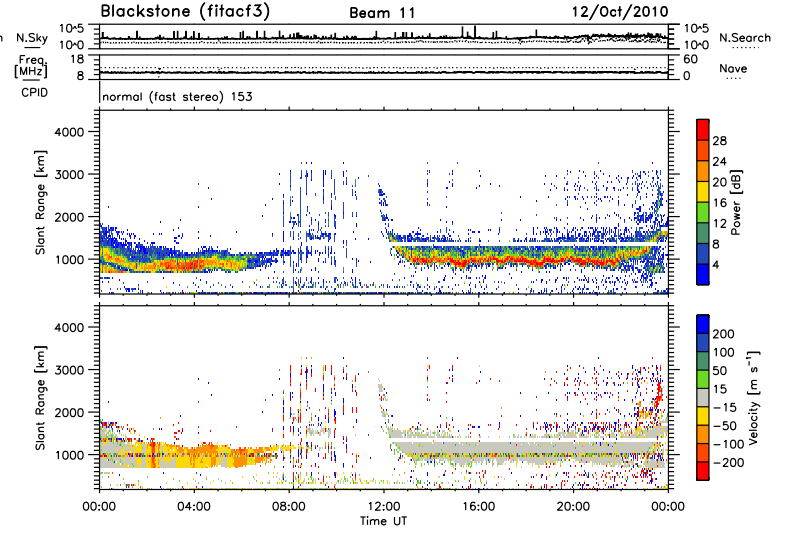 Blackstone (fitacf3) Beam 11 12/Oct/2010
N.Sky 10^5 10^0 10^5 10^0 N.Search
Freq. [MHz] 18 8 60 0 Nave
CPID normal (fast stereo) 153
Slant Range [km] 4000 3000 2000 1000
28 24 20 16 12 8 4 Power [dB]
Slant Range [km] 4000 3000 2000 1000
200 100 50 15 −15 −50 −100 −200 Velocity [m s⁻¹]
00:00 04:00 08:00 12:00 16:00 20:00 00:00
Time UT